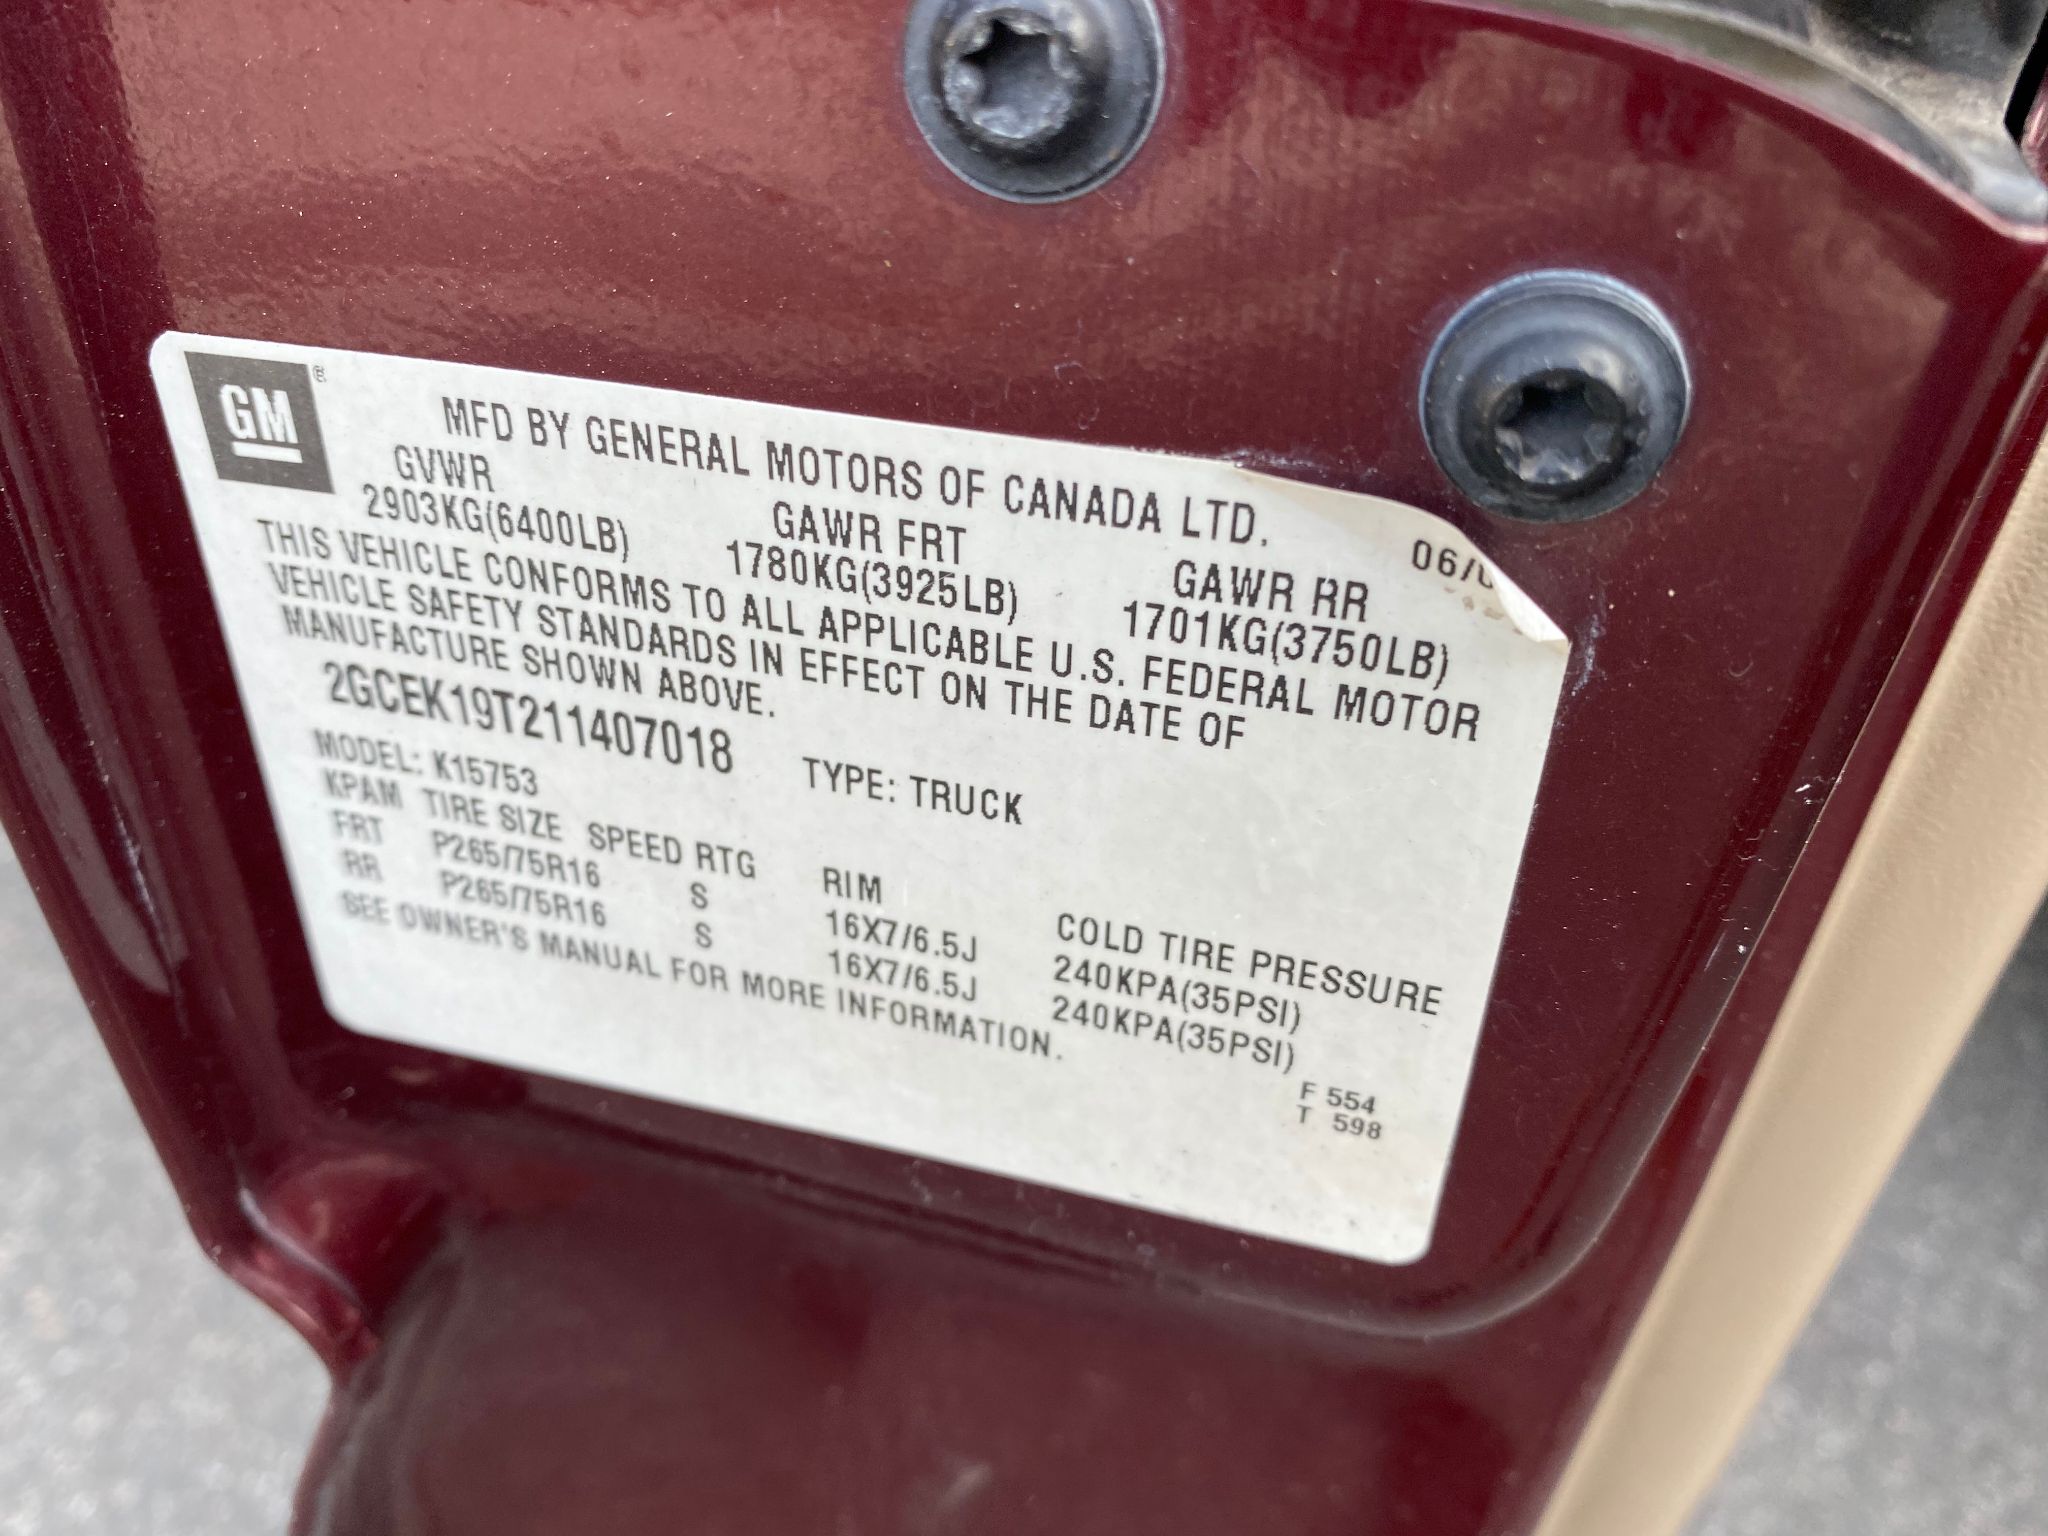 GM
MFD BY GENERAL MOTORS OF CANADA LTD. 06/0
GVWR GAWR FRT GAWR RR
2903KG(6400LB) 1780KG(3925LB) 1701KG(3750LB)
THIS VEHICLE CONFORMS TO ALL APPLICABLE U.S. FEDERAL MOTOR
VEHICLE SAFETY STANDARDS IN EFFECT ON THE DATE OF
MANUFACTURE SHOWN ABOVE.
2GCEK19T211407018 TYPE: TRUCK
MODEL: K15753
KPAM TIRE SIZE SPEED RTG RIM COLD TIRE PRESSURE
FRT P265/75R16 S 16X7/6.5J 240KPA(35PSI)
RR P265/75R16 S 16X7/6.5J 240KPA(35PSI)
SEE OWNER'S MANUAL FOR MORE INFORMATION.
F 554
T 598